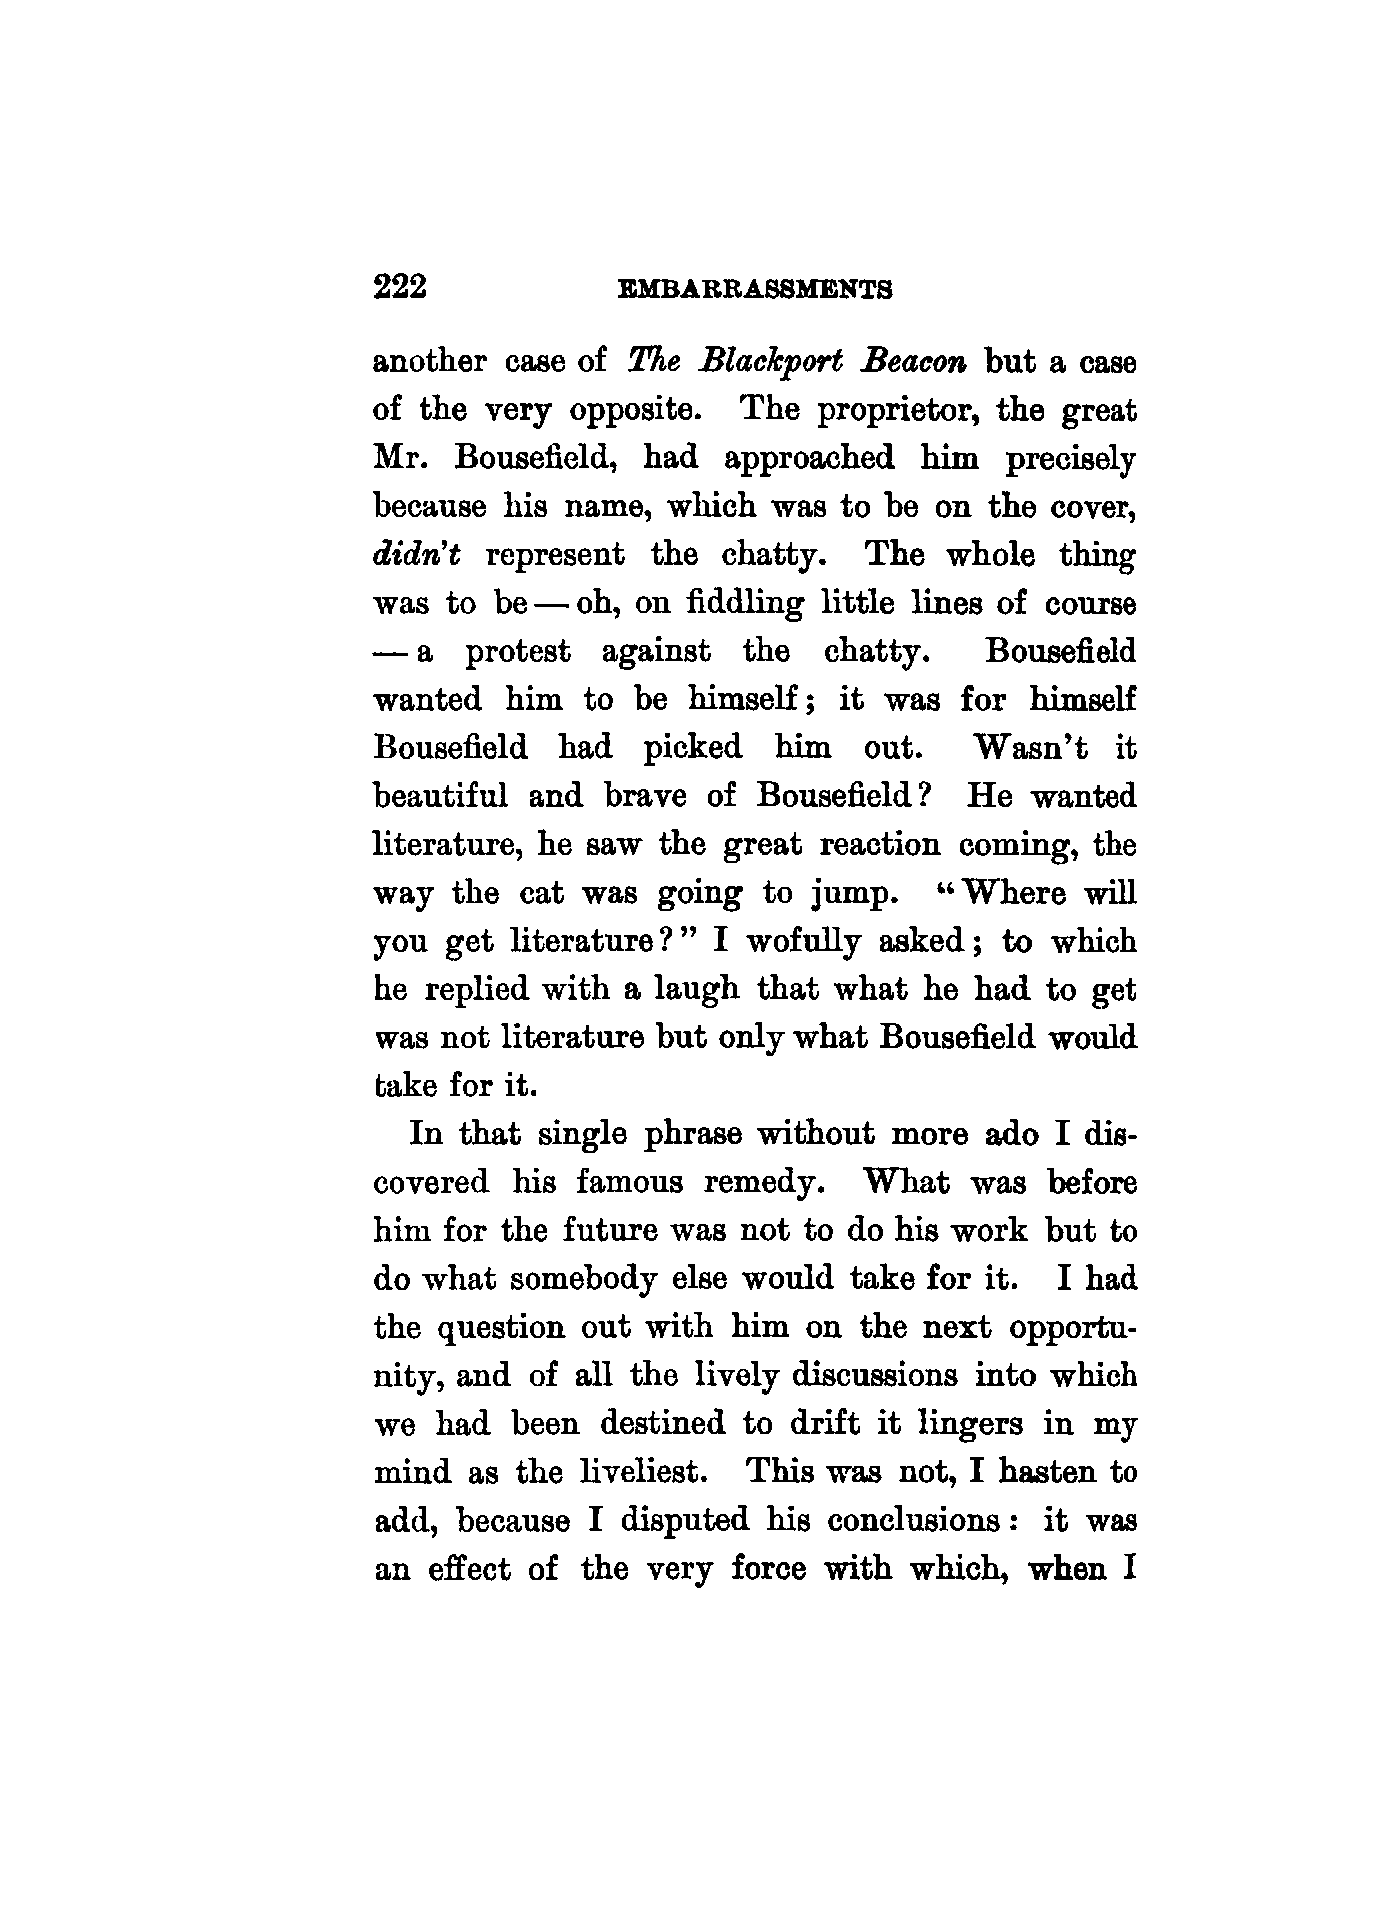 222 EMBARRASSMENTS
another case of The Blackport Beacon but a case
of the very opposite. The proprietor, the great
Mr. Bousefield, had approached him precisely
because his name, which was to be on the cover,
didn't represent the chatty. The whole thing
was to be — oh, on fiddling little lines of course
— a protest against the chatty. Bousefield
wanted him to be himself; it was for himself
Bousefield had picked him out. Wasn't it
beautiful and brave of Bousefield? He wanted
literature, he saw the great reaction coming, the
way the cat was going to jump. "Where will
you get literature?" I wofully asked; to which
he replied with a laugh that what he had to get
was not literature but only what Bousefield would
take for it.
In that single phrase without more ado I dis-
covered his famous remedy. What was before
him for the future was not to do his work but to
do what somebody else would take for it. I had
the question out with him on the next opportu-
nity, and of all the lively discussions into which
we had been destined to drift it lingers in my
mind as the liveliest. This was not, I hasten to
add, because I disputed his conclusions: it was
an effect of the very force with which, when I